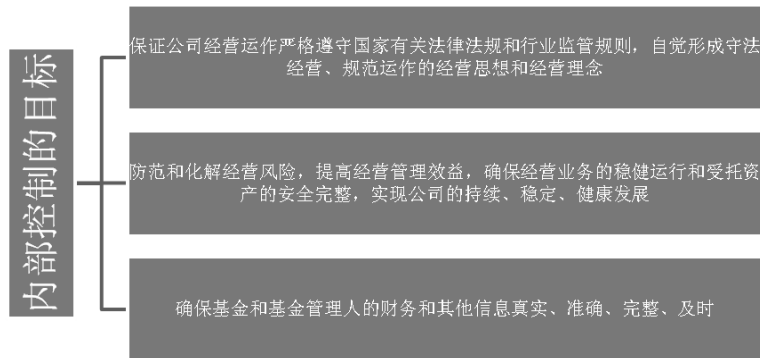 内部控制的目标
保证公司经营运作严格遵守国家有关法律法规和行业监管规则，自觉形成守法
经营、规范运作的经营思想和经营理念
防范和化解经营风险，提高经营管理效益，确保经营业务的稳健运行和受托资
产的安全完整，实现公司的持续、稳定、健康发展
确保基金和基金管理人的财务和其他信息真实、准确、完整、及时